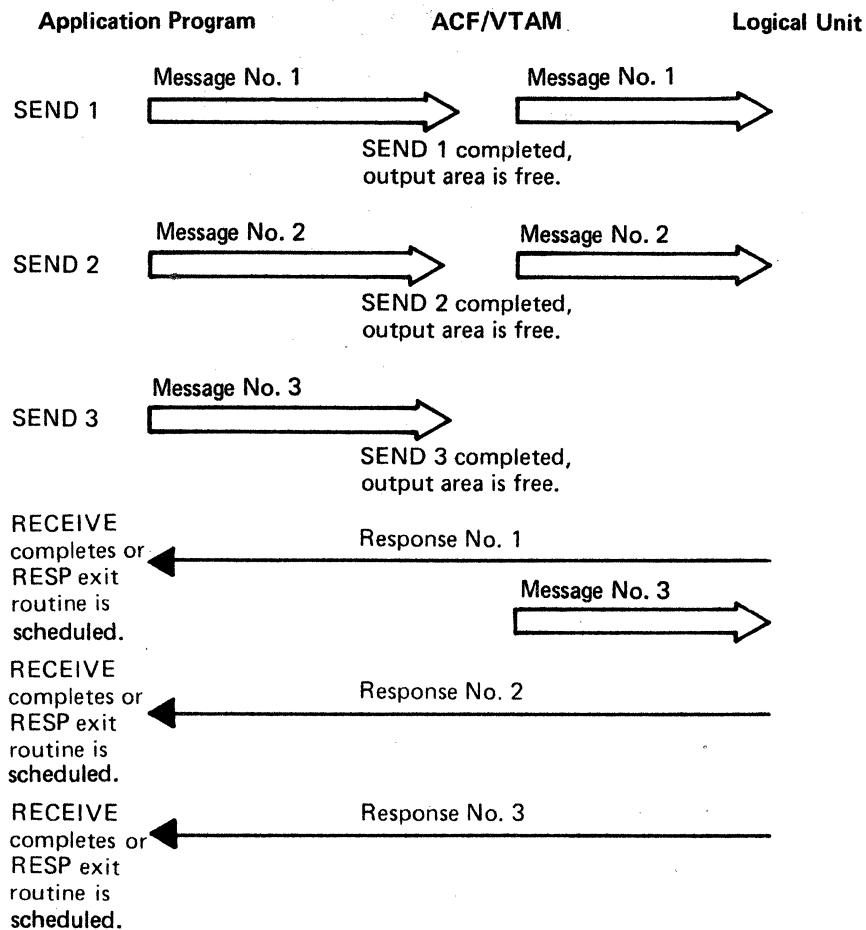 Application Program ACF/VTAM Logical Unit
Message No. 1 Message No. 1
SEND 1
SEND 1 completed,
output area is free.
Message No. 2 Message No. 2
SEND 2
SEND 2 completed,
output area is free.
Message No. 3
SEND 3
SEND 3 completed,
output area is free.
RECEIVE
completes or
RESP exit
routine is
scheduled.
Response No. 1
Message No. 3
RECEIVE
completes or
RESP exit
routine is
scheduled.
Response No. 2
RECEIVE
completes or
RESP exit
routine is
scheduled.
Response No. 3